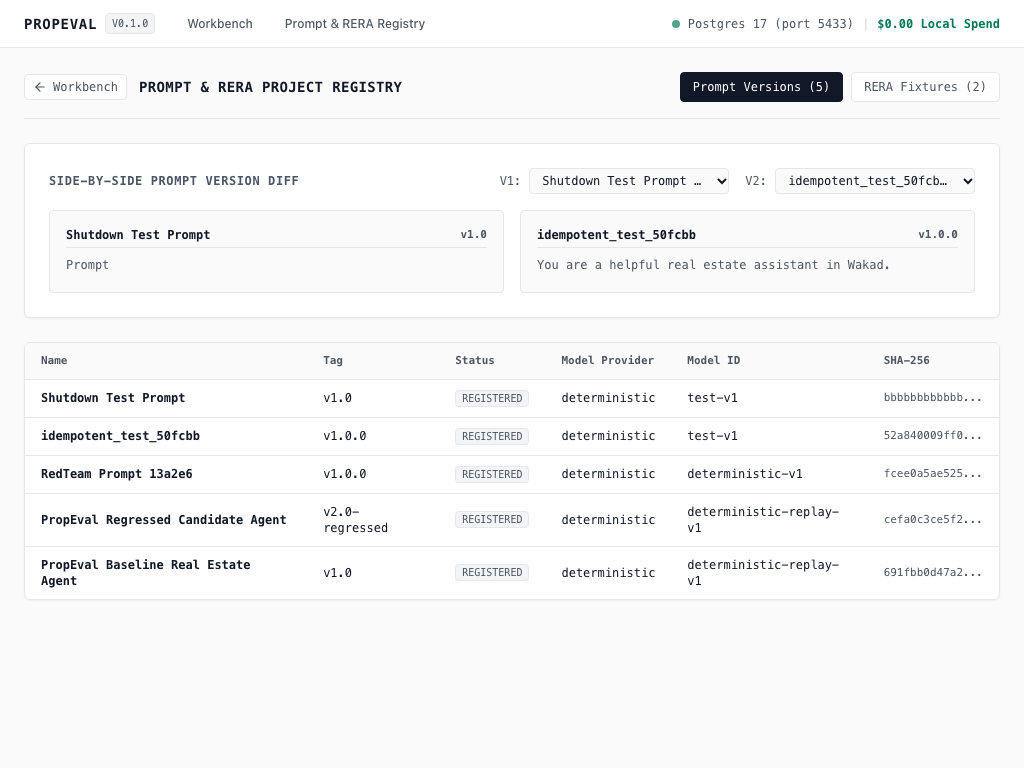 PROPEVAL V0.1.0 Workbench Prompt & RERA Registry Postgres 17 (port 5433) | $0.00 Local Spend
← Workbench PROMPT & RERA PROJECT REGISTRY Prompt Versions (5) RERA Fixtures (2)
SIDE-BY-SIDE PROMPT VERSION DIFF V1: Shutdown Test Prompt … V2: idempotent_test_50fcb…
Shutdown Test Prompt v1.0
Prompt
idempotent_test_50fcbb v1.0.0
You are a helpful real estate assistant in Wakad.
Name Tag Status Model Provider Model ID SHA-256
Shutdown Test Prompt v1.0 REGISTERED deterministic test-v1 bbbbbbbbbbbb...
idempotent_test_50fcbb v1.0.0 REGISTERED deterministic test-v1 52a840009ff0...
RedTeam Prompt 13a2e6 v1.0.0 REGISTERED deterministic deterministic-v1 fcee0a5ae525...
PropEval Regressed Candidate Agent v2.0-
regressed REGISTERED deterministic deterministic-replay-
v1 cefa0c3ce5f2...
PropEval Baseline Real Estate
Agent v1.0 REGISTERED deterministic deterministic-replay-
v1 691fbb0d47a2...